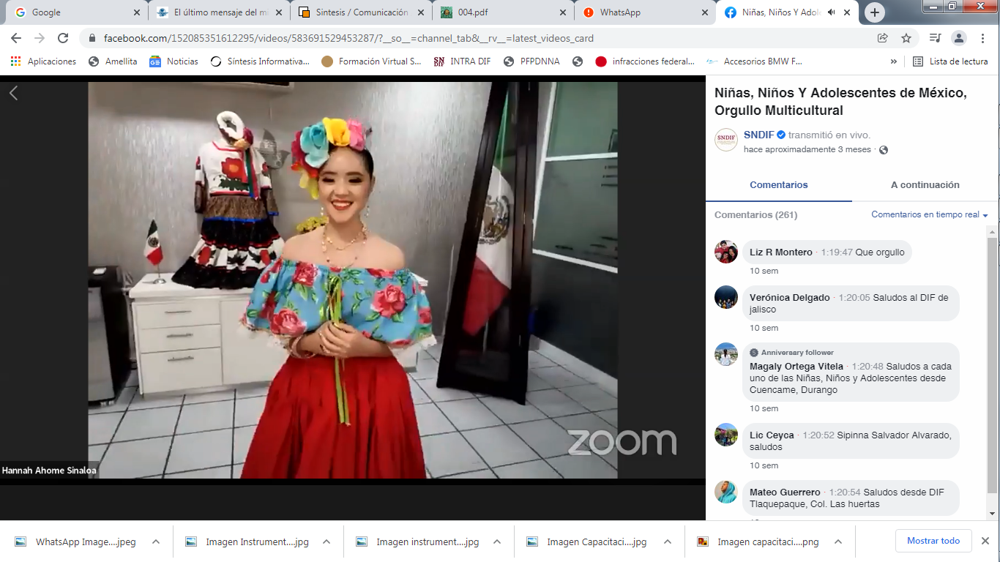 Google
El último mensaje del m
Síntesis / Comunicación
004.pdf
WhatsApp
Niñas, Niños Y Adole
facebook.com/152085351612295/videos/583691529453287/?__so__=channel_tab&__rv__=latest_videos_card
Aplicaciones
Amellita
Noticias
Síntesis Informativa...
Formación Virtual S...
INTRA DIF
PFPDNNA
infracciones federal...
Accesorios BMW F...
»
Lista de lectura
zoom
Hannah Ahome Sinaloa
Niñas, Niños Y Adolescentes de México,
Orgullo Multicultural
SNDIF
SNDIF transmitió en vivo.
hace aproximadamente 3 meses ·
Comentarios
A continuación
Comentarios (261)
Comentarios en tiempo real
Liz R Montero · 1:19:47 Que orgullo
10 sem
Verónica Delgado · 1:20:05 Saludos al DIF de
jalisco
10 sem
Anniversary follower
Magaly Ortega Vitela · 1:20:48 Saludos a cada
uno de las Niñas, Niños y Adolescentes desde
Cuencame, Durango
10 sem
Lic Ceyca · 1:20:52 Sipinna Salvador Alvarado,
saludos
10 sem
Mateo Guerrero · 1:20:54 Saludos desde DIF
Tlaquepaque, Col. Las huertas
WhatsApp Image....jpeg
Imagen Instrument....jpg
Imagen instrument....jpg
Imagen Capacitaci....jpg
Imagen capacitaci....png
Mostrar todo